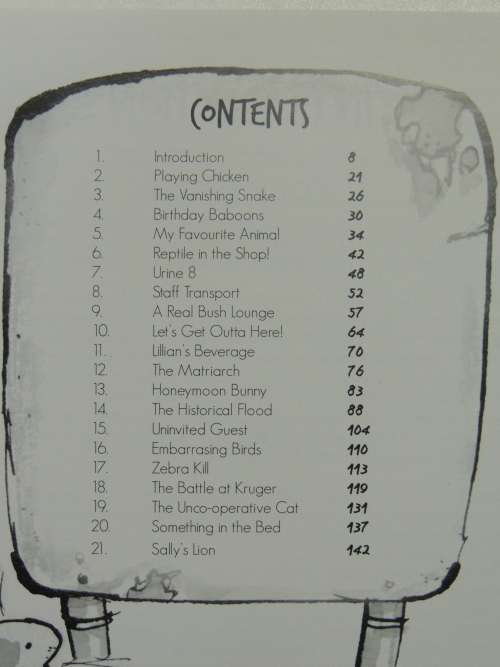 CONTENTS
1. Introduction 8
2. Playing Chicken 21
3. The Vanishing Snake 26
4. Birthday Baboons 30
5. My Favourite Animal 34
6. Reptile in the Shop! 42
7. Urine 8 48
8. Staff Transport 52
9. A Real Bush Lounge 57
10. Let's Get Outta Here! 64
11. Lillian's Beverage 70
12. The Matriarch 76
13. Honeymoon Bunny 83
14. The Historical Flood 88
15. Uninvited Guest 104
16. Embarrasing Birds 110
17. Zebra Kill 113
18. The Battle at Kruger 119
19. The Unco-operative Cat 131
20. Something in the Bed 137
21. Sally's Lion 142